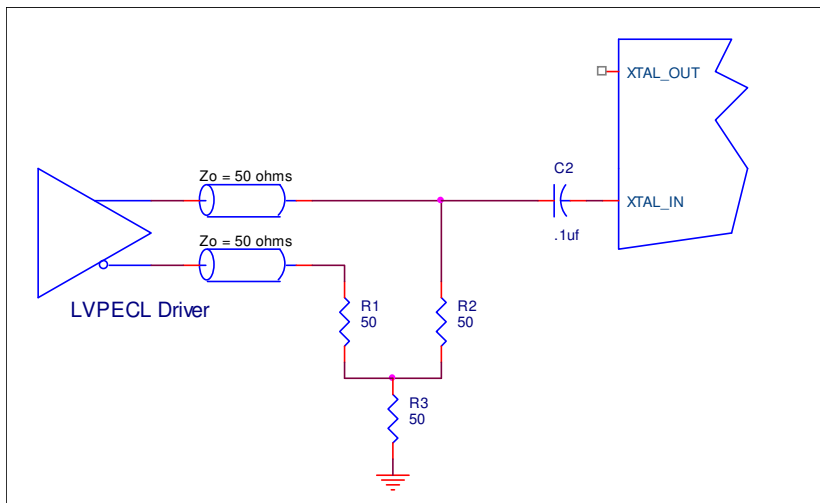 XTAL_OUT
C2
Zo = 50 ohms
XTAL_IN
.1uf
Zo = 50 ohms
LVPECL Driver
R1
50
R2
50
R3
50